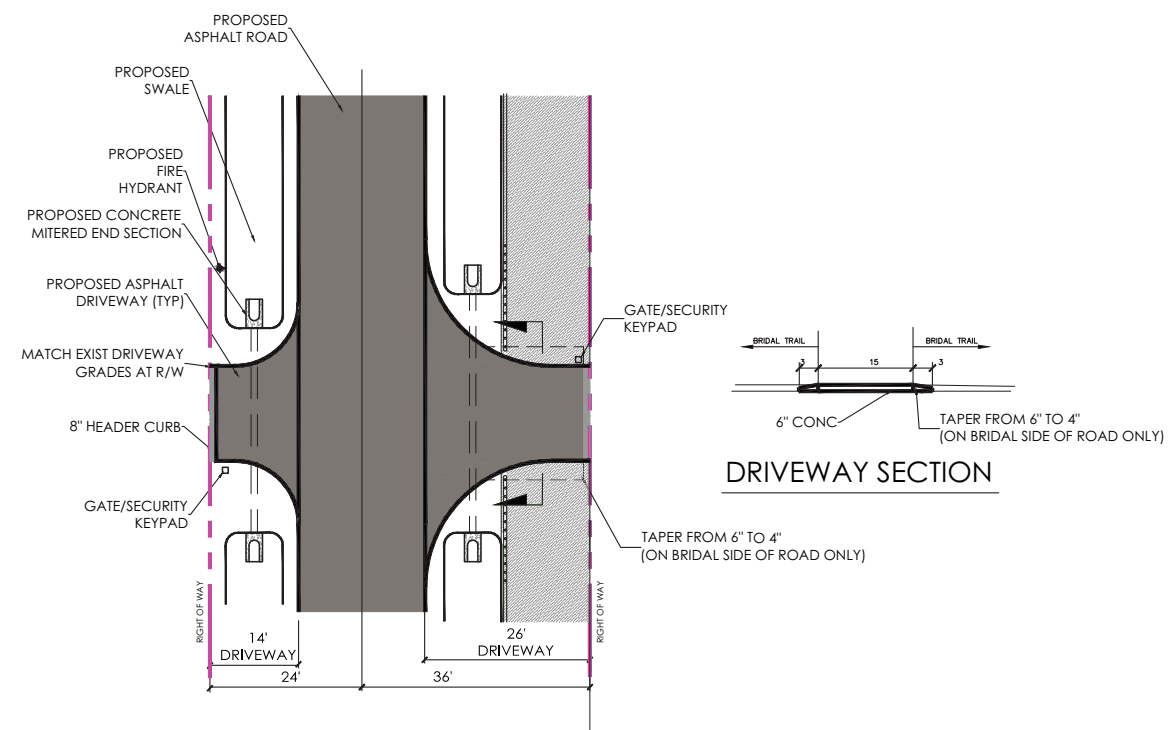 PROPOSED
ASPHALT ROAD
PROPOSED
SWALE
PROPOSED
FIRE
HYDRANT
PROPOSED CONCRETE
MITERED END SECTION
PROPOSED ASPHALT
DRIVEWAY (TYP)
MATCH EXIST DRIVEWAY
GRADES AT R/W
8" HEADER CURB
GATE/SECURITY
KEYPAD
GATE/SECURITY
KEYPAD
TAPER FROM 6" TO 4"
(ON BRIDAL SIDE OF ROAD ONLY)
RIGHT OF WAY
RIGHT OF WAY
14'
DRIVEWAY
26'
DRIVEWAY
24'
36'
BRIDAL TRAIL
BRIDAL TRAIL
3
15
3
6" CONC
TAPER FROM 6" TO 4"
(ON BRIDAL SIDE OF ROAD ONLY)
DRIVEWAY SECTION